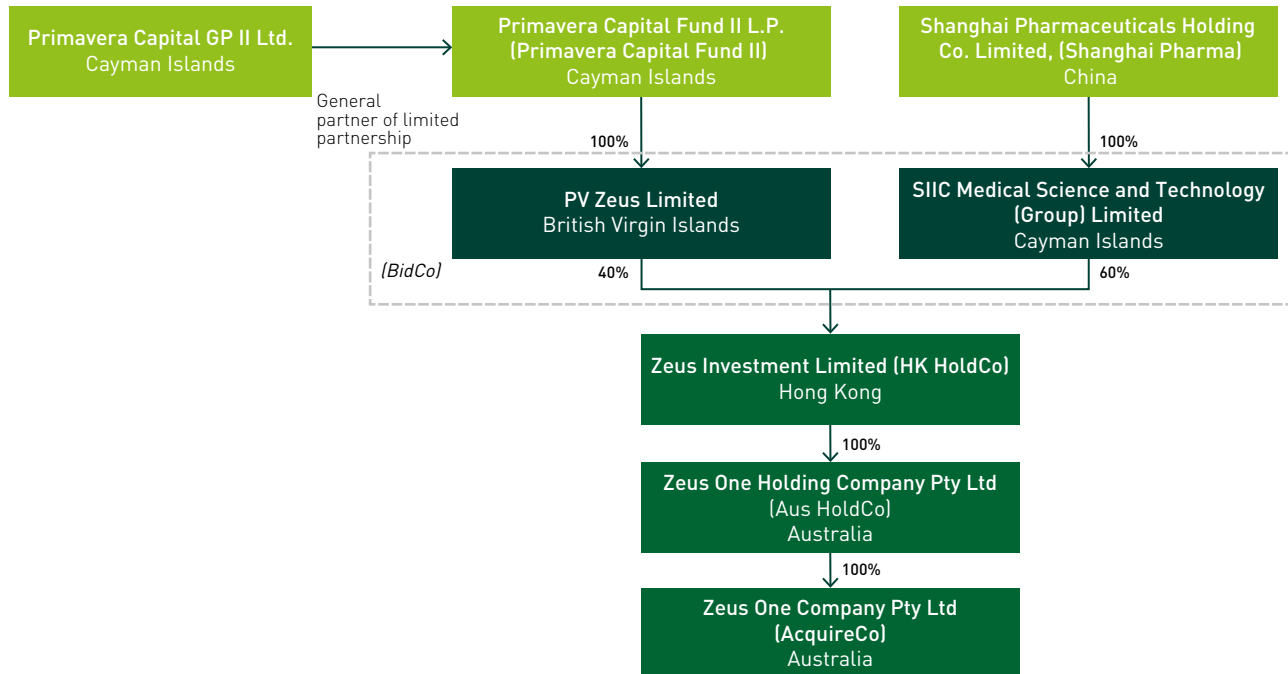 Primavera Capital GP II Ltd.
Cayman Islands
Primavera Capital Fund II L.P.
(Primavera Capital Fund II)
Cayman Islands
Shanghai Pharmaceuticals Holding
Co. Limited, (Shanghai Pharma)
China
General
partner of limited
partnership
100%
100%
PV Zeus Limited
British Virgin Islands
SIIC Medical Science and Technology
(Group) Limited
Cayman Islands
(BidCo)
40%
60%
Zeus Investment Limited (HK HoldCo)
Hong Kong
100%
Zeus One Holding Company Pty Ltd
(Aus HoldCo)
Australia
100%
Zeus One Company Pty Ltd
(AcquireCo)
Australia